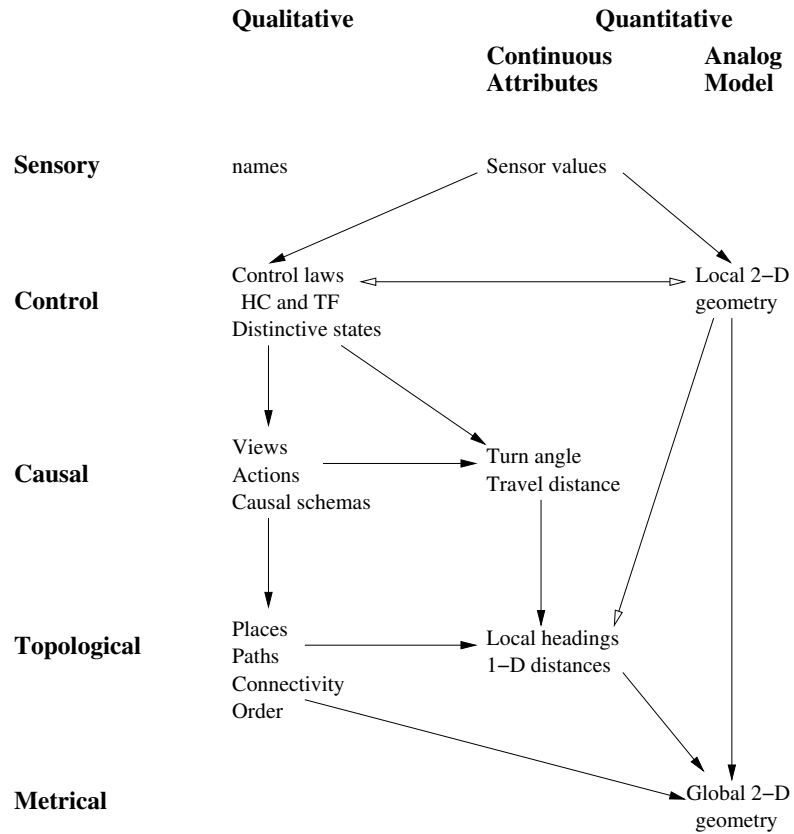 Qualitative
Quantitative
Continuous
Attributes
Analog
Model
Sensory
names
Sensor values
Control
Control laws
HC and TF
Distinctive states
Local 2−D
geometry
Causal
Views
Actions
Causal schemas
Turn angle
Travel distance
Topological
Places
Paths
Connectivity
Order
Local headings
1−D distances
Metrical
Global 2−D
geometry